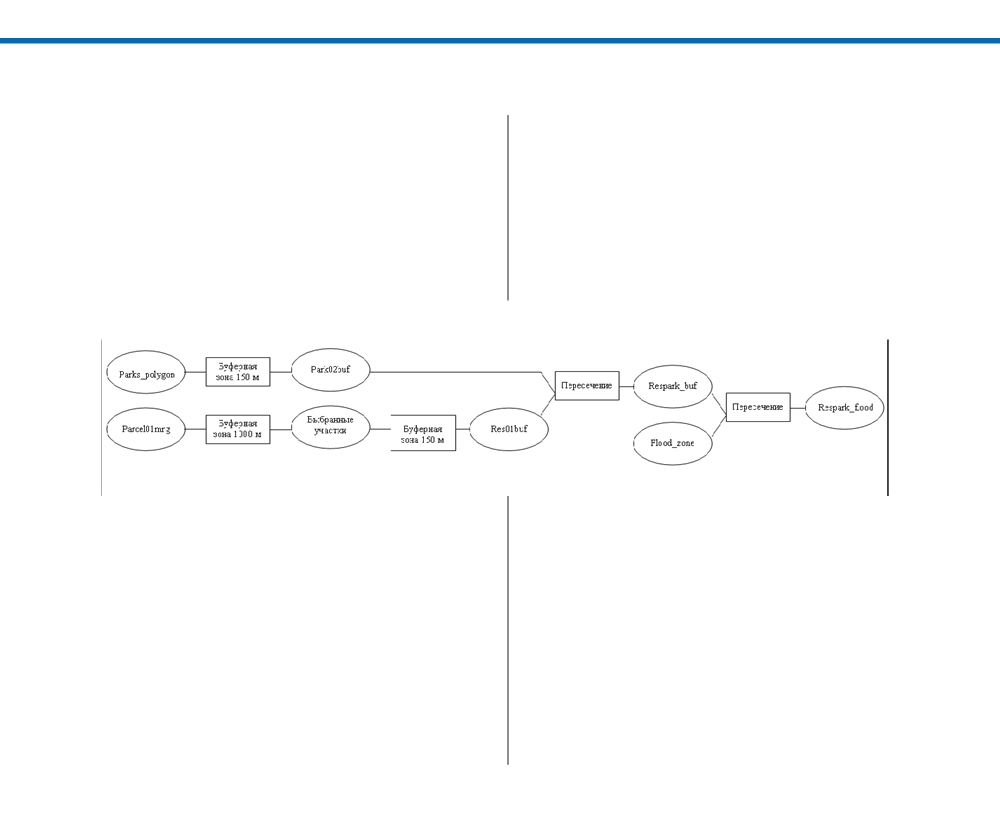 Parks_polygon
Буферная
зона 150 м
Park02buf
Пересечение
Respark_buf
Пересечение
Respark_flood
Parcel01mrg
Буферная
зона 1300 м
Выбранные
участки
Буферная
зона 150 м
Res01buf
Flood_zone